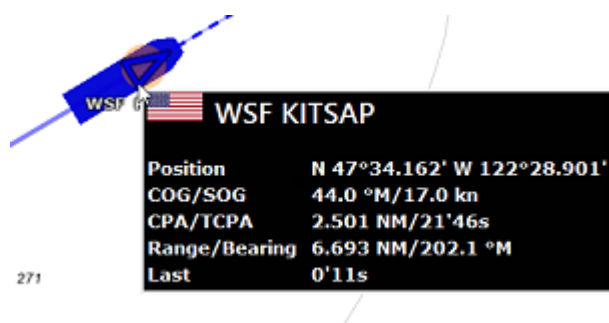 WSF
WSF KITSAP
Position N 47°34.162' W 122°28.901'
COG/SOG 44.0 °M/17.0 kn
CPA/TCPA 2.501 NM/21'46s
Range/Bearing 6.693 NM/202.1 °M
Last 0'11s
271